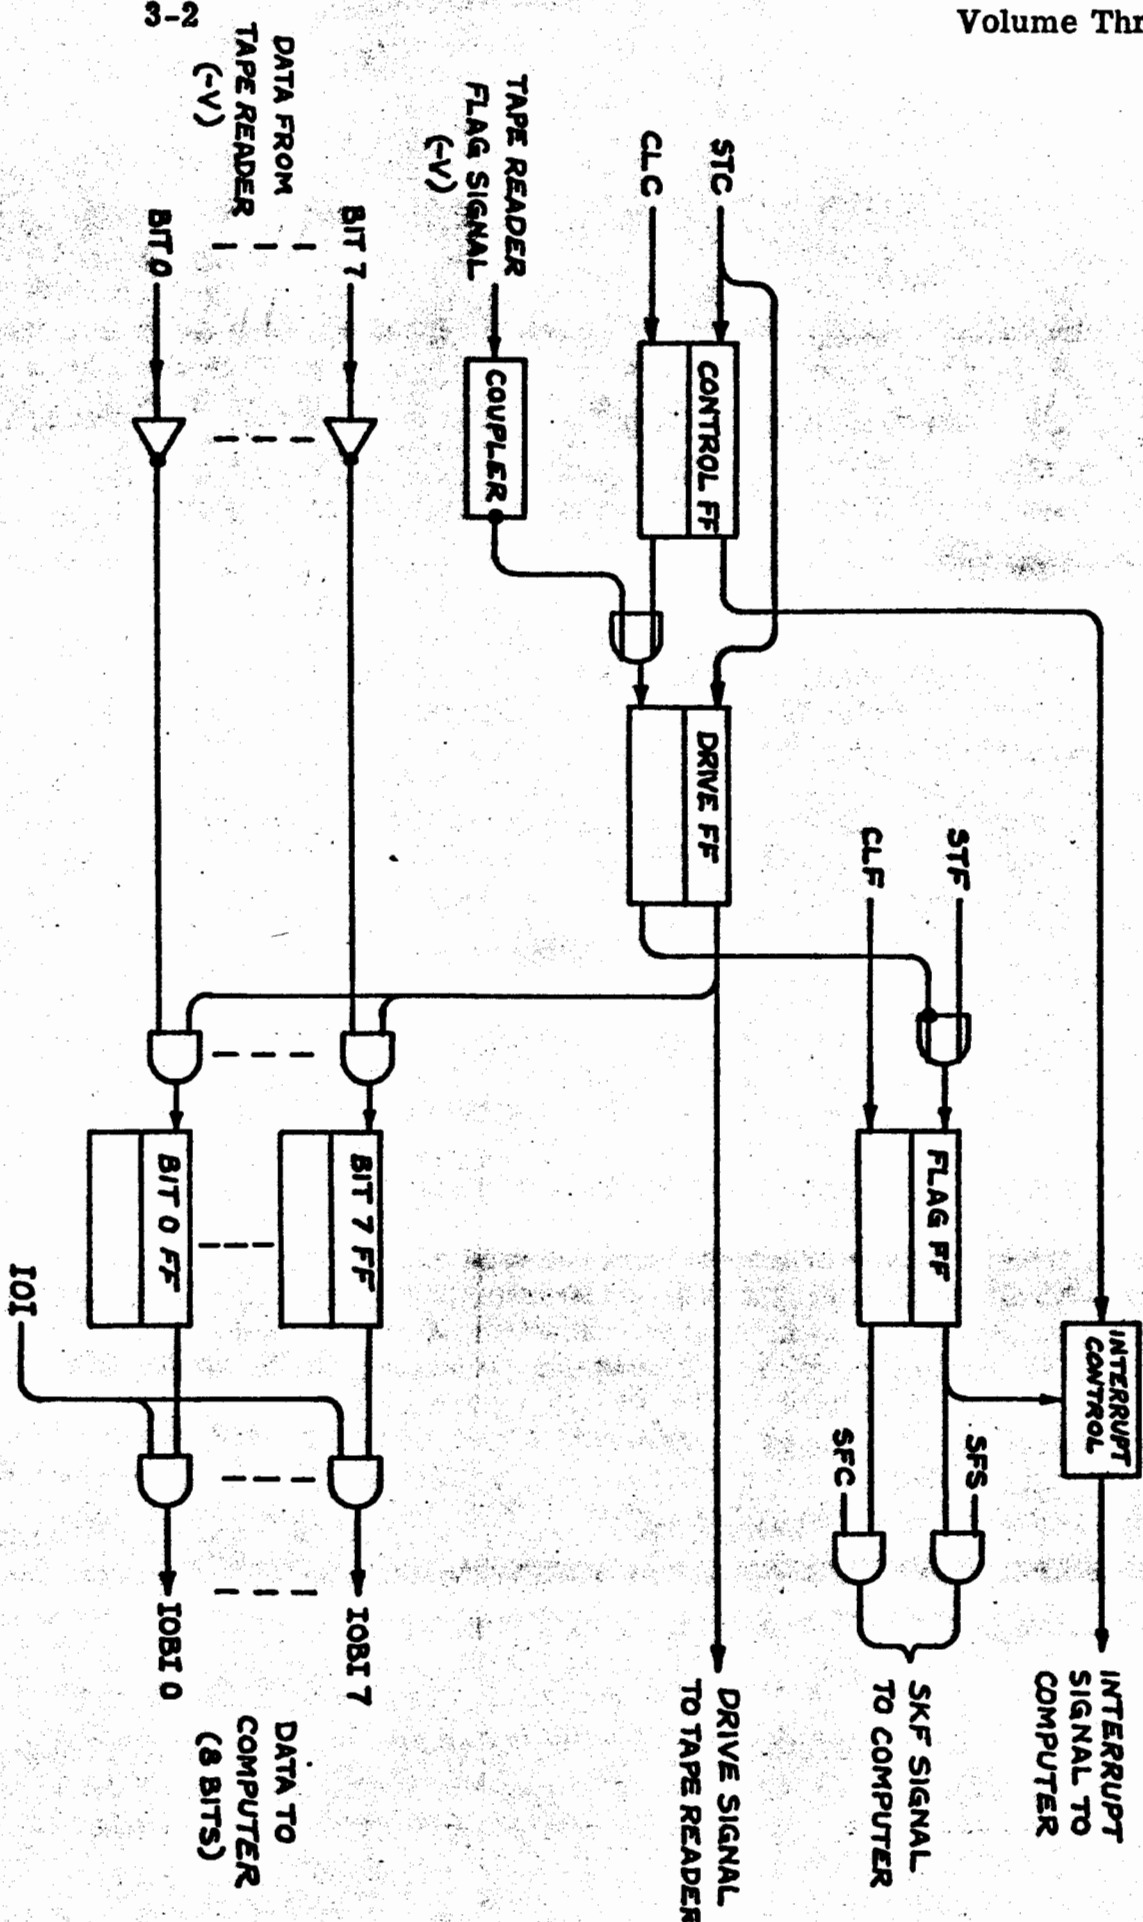 3-2
Volume Thr
INTERRUPT
CONTROL
INTERRUPT
SIGNAL TO
COMPUTER
STF
CLF
FLAG FF
SFS
SFC
SKF SIGNAL
TO COMPUTER
STC
CLC
CONTROL FF
DRIVE FF
DRIVE SIGNAL
TO TAPE READER
TAPE READER
FLAG SIGNAL
(-V)
COUPLER
DATA FROM
TAPE READER
(-V)
BIT 7
BIT 0
BIT 7 FF
BIT 0 FF
IOI
IOBI 7
IOBI 0
DATA TO
COMPUTER
(8 BITS)